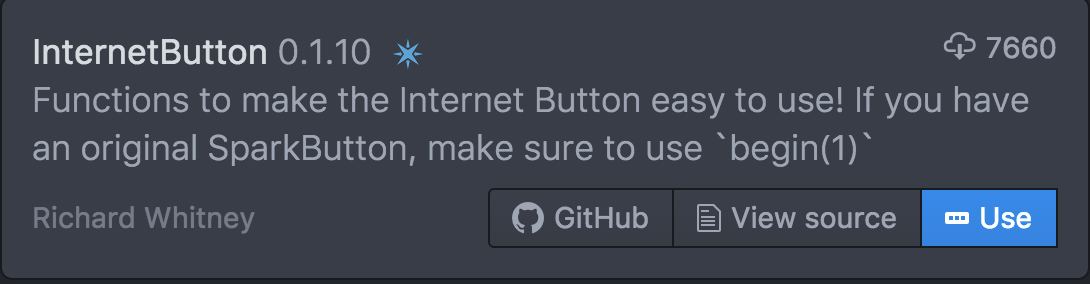 InternetButton 0.1.10
7660
Functions to make the Internet Button easy to use! If you have
an original SparkButton, make sure to use `begin(1)`
Richard Whitney
GitHub
View source
Use